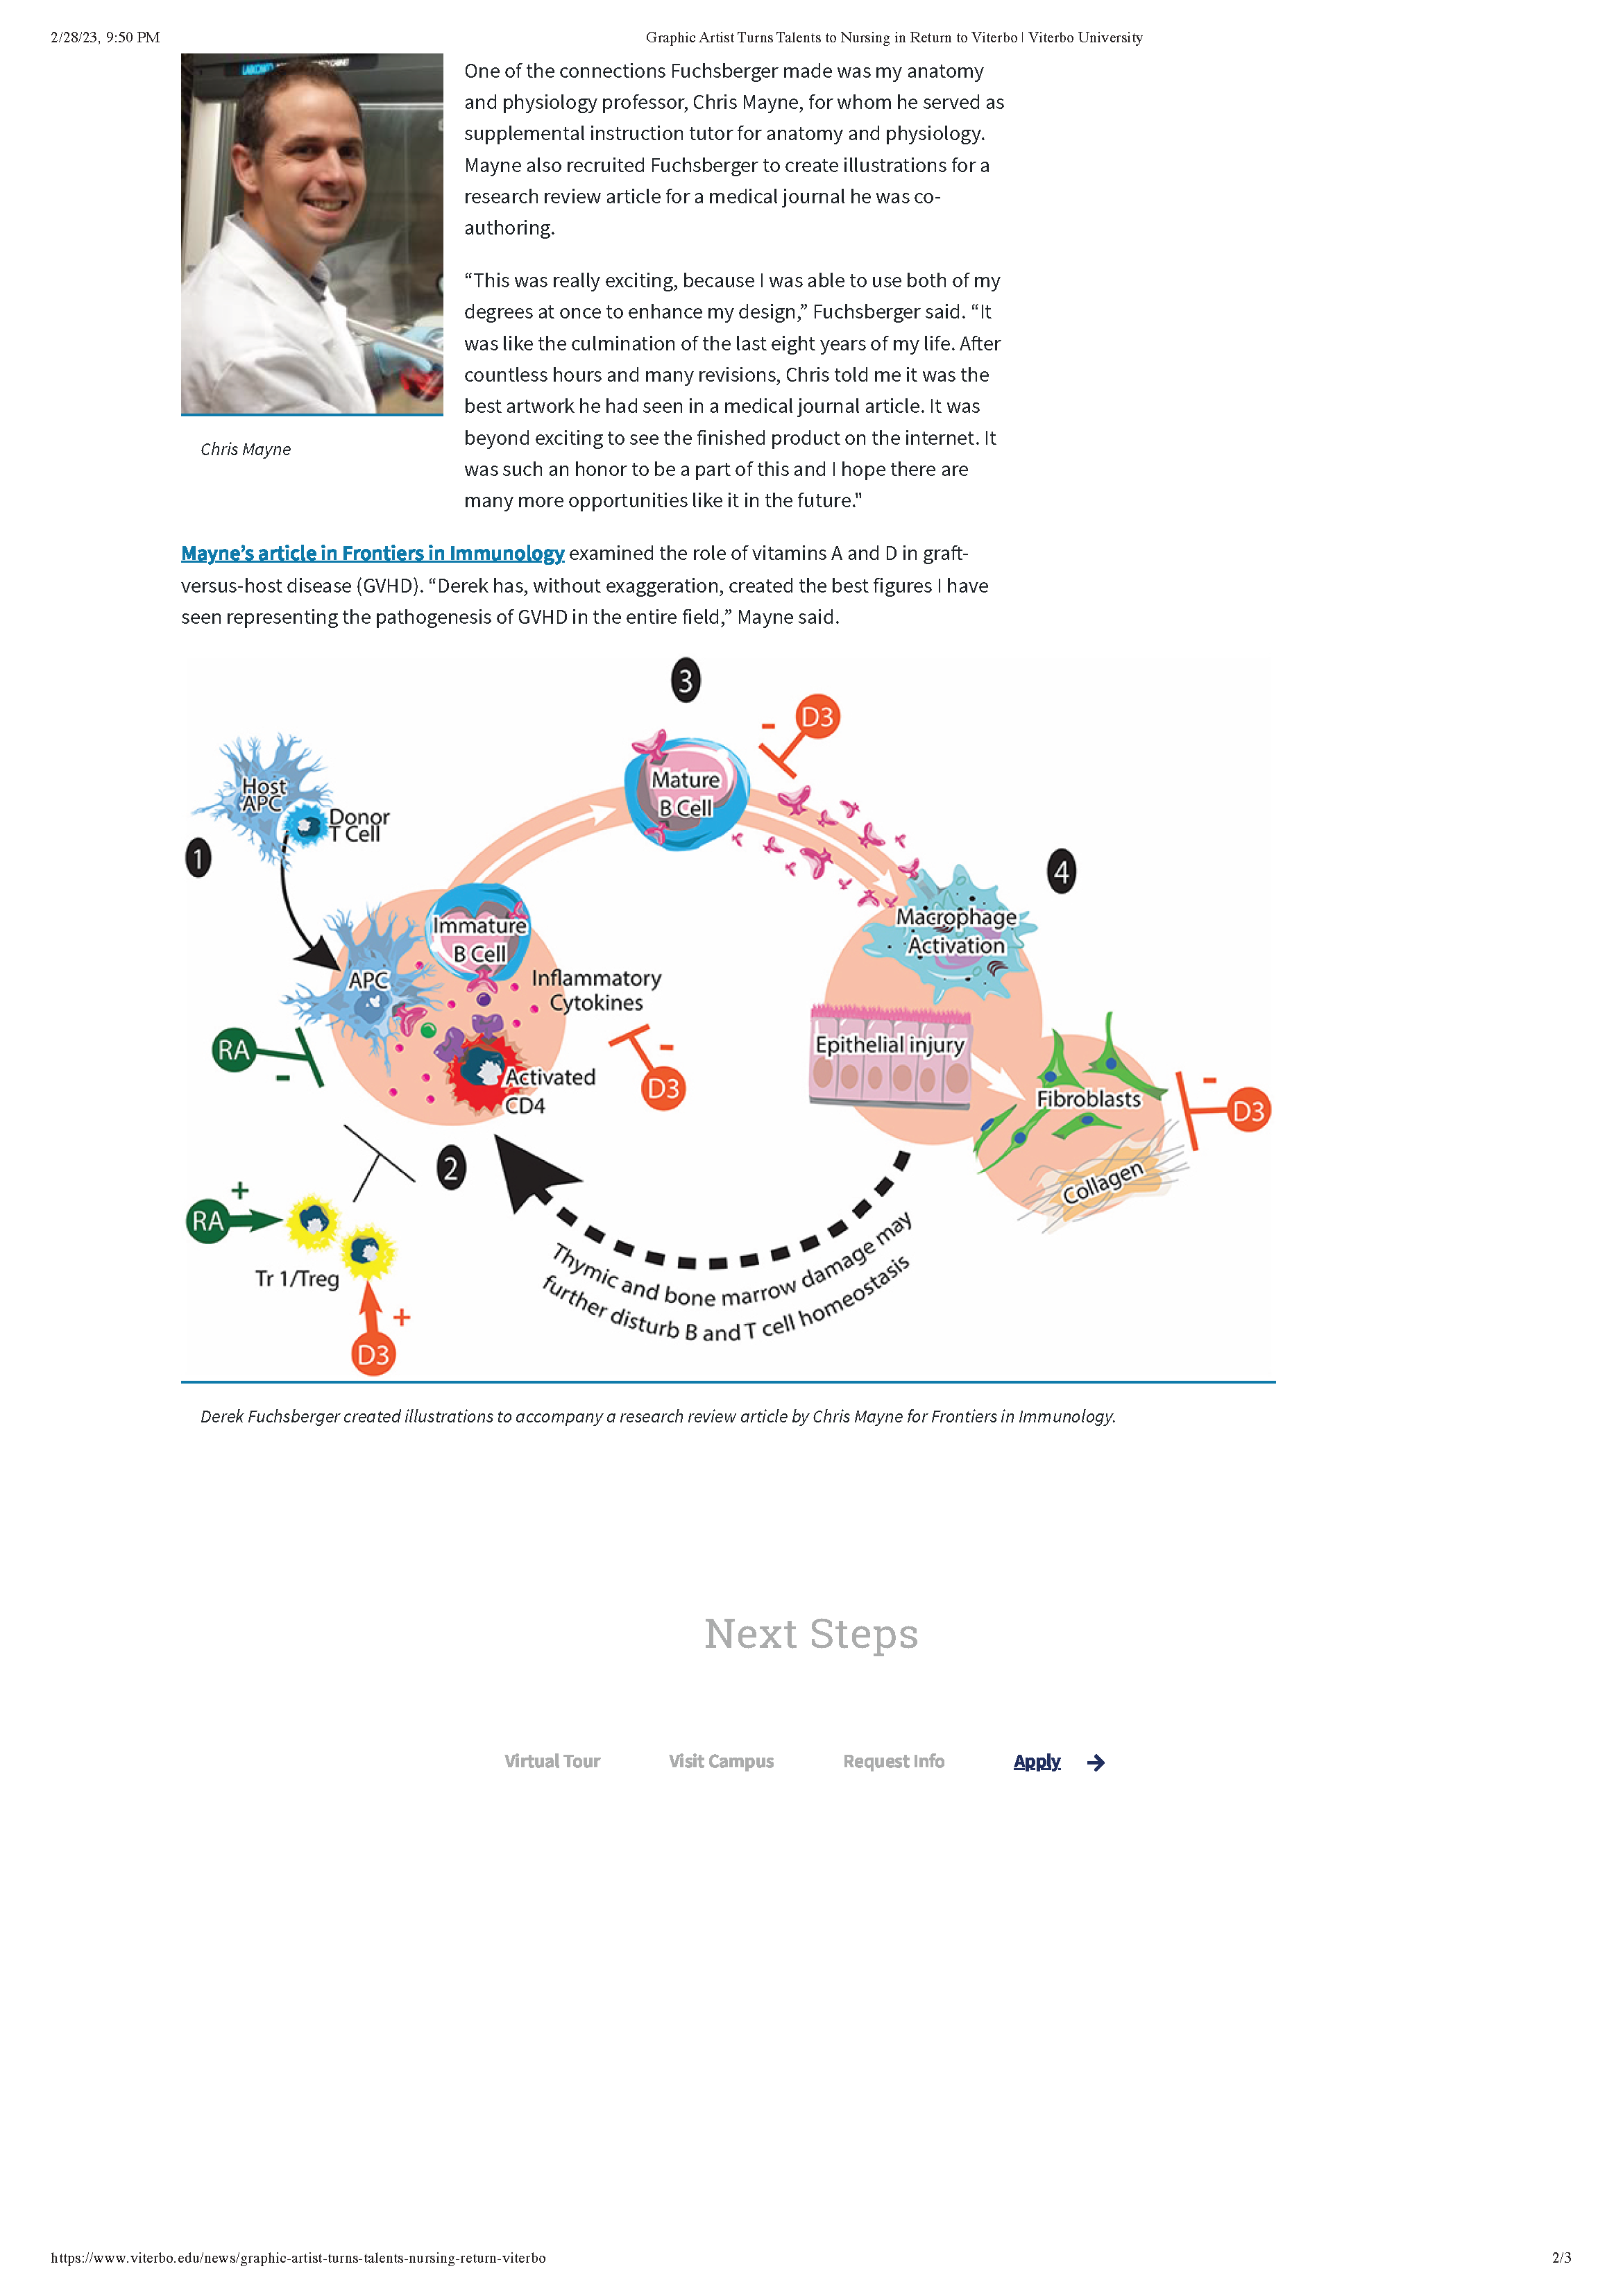 2/28/23, 9:50 PM
Graphic Artist Turns Talents to Nursing in Return to Viterbo | Viterbo University
One of the connections Fuchsberger made was my anatomy
and physiology professor, Chris Mayne, for whom he served as
supplemental instruction tutor for anatomy and physiology.
Mayne also recruited Fuchsberger to create illustrations for a
research review article for a medical journal he was co-
authoring.
“This was really exciting, because I was able to use both of my
degrees at once to enhance my design,” Fuchsberger said. “It
was like the culmination of the last eight years of my life. After
countless hours and many revisions, Chris told me it was the
best artwork he had seen in a medical journal article. It was
beyond exciting to see the finished product on the internet. It
was such an honor to be a part of this and I hope there are
many more opportunities like it in the future."
Chris Mayne
Mayne’s article in Frontiers in Immunology examined the role of vitamins A and D in graft-
versus-host disease (GVHD). “Derek has, without exaggeration, created the best figures I have
seen representing the pathogenesis of GVHD in the entire field,” Mayne said.
3
- D3
Host
APC
Donor
T Cell
1
Mature
B Cell
4
Immature
B Cell
Macrophage
Activation
APC
Inflammatory
Cytokines
RA
-
Epithelial injury
Activated
CD4
-
D3
Fibroblasts
-
D3
Collagen
2
+
RA
Tr 1/Treg
+
D3
Thymic and bone marrow damage may
further disturb B and T cell homeostasis
Derek Fuchsberger created illustrations to accompany a research review article by Chris Mayne for Frontiers in Immunology.
Next Steps
Virtual Tour Visit Campus Request Info Apply →
https://www.viterbo.edu/news/graphic-artist-turns-talents-nursing-return-viterbo
2/3